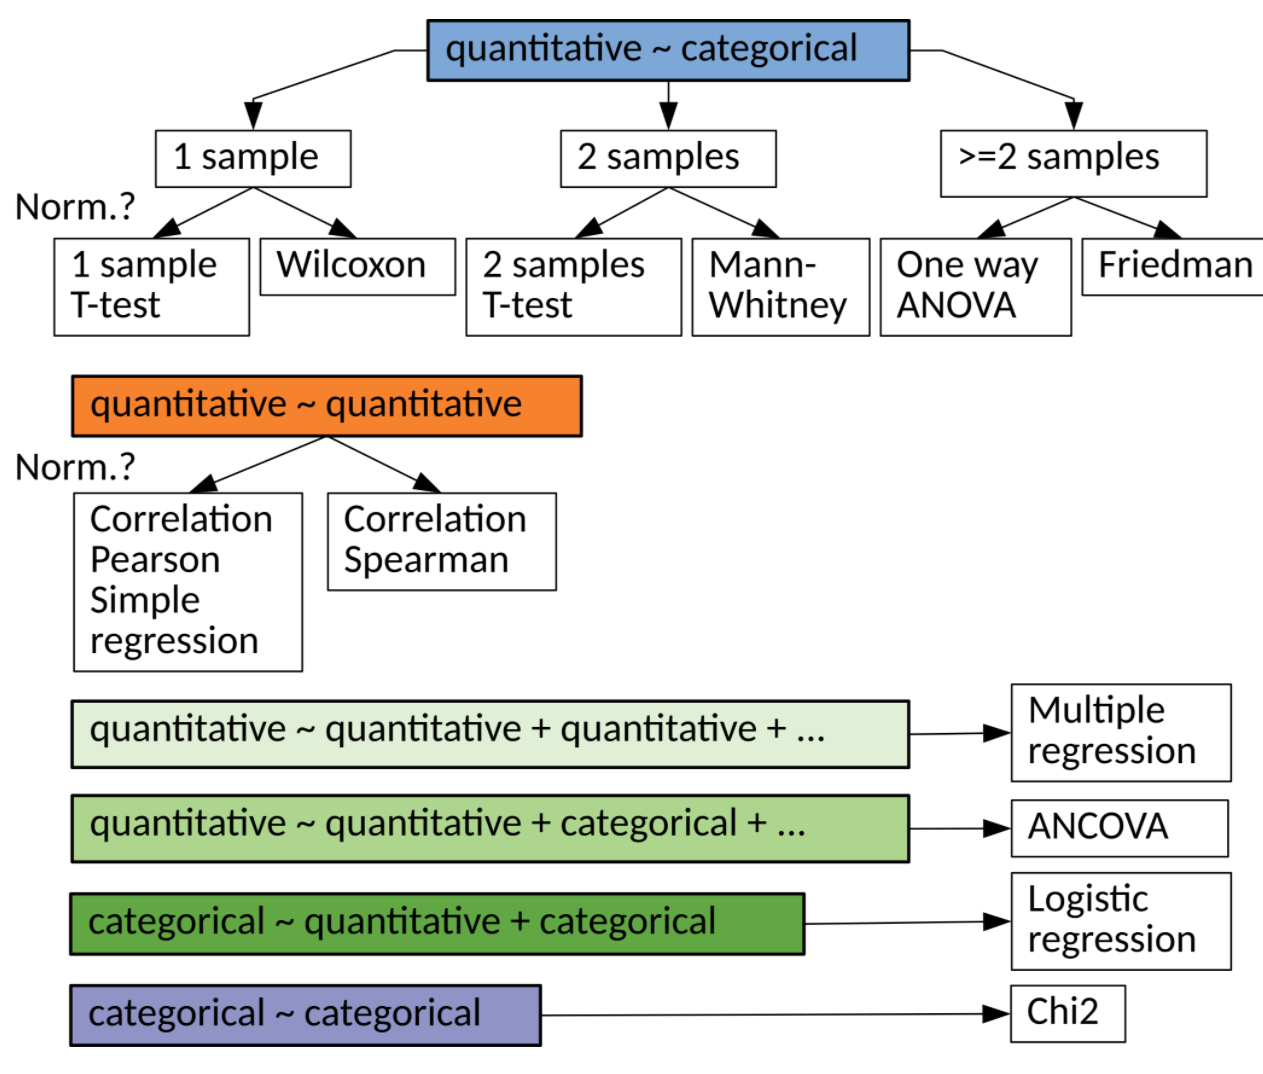 quantitative ~ categorical
1 sample
2 samples
>=2 samples
Norm.?
1 sample
T-test
Wilcoxon
2 samples
T-test
Mann-
Whitney
One way
ANOVA
Friedman
quantitative ~ quantitative
Norm.?
Correlation
Pearson
Simple
regression
Correlation
Spearman
quantitative ~ quantitative + quantitative + ...
Multiple
regression
quantitative ~ quantitative + categorical + ...
ANCOVA
categorical ~ quantitative + categorical
Logistic
regression
categorical ~ categorical
Chi2